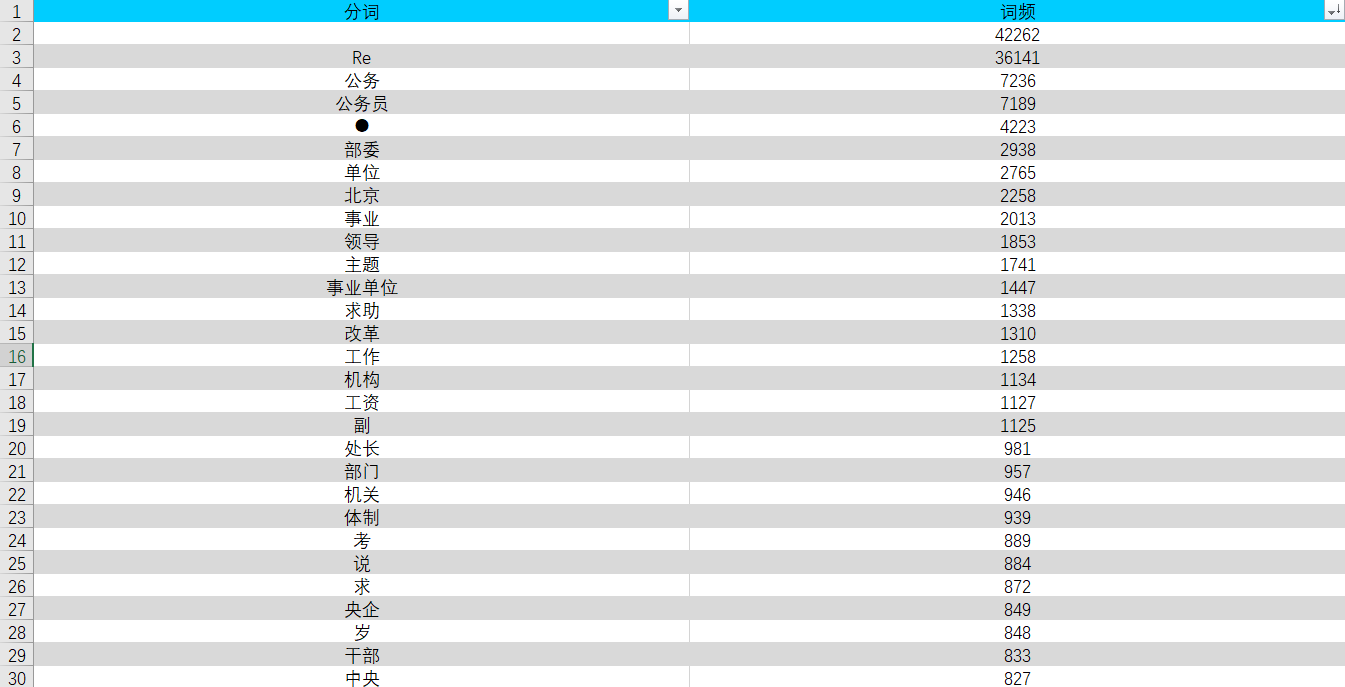 1 分词 词频
2 42262
3 Re 36141
4 公务 7236
5 公务员 7189
6 ● 4223
7 部委 2938
8 单位 2765
9 北京 2258
10 事业 2013
11 领导 1853
12 主题 1741
13 事业单位 1447
14 求助 1338
15 改革 1310
16 工作 1258
17 机构 1134
18 工资 1127
19 副 1125
20 处长 981
21 部门 957
22 机关 946
23 体制 939
24 考 889
25 说 884
26 求 872
27 央企 849
28 岁 848
29 干部 833
30 中央 827